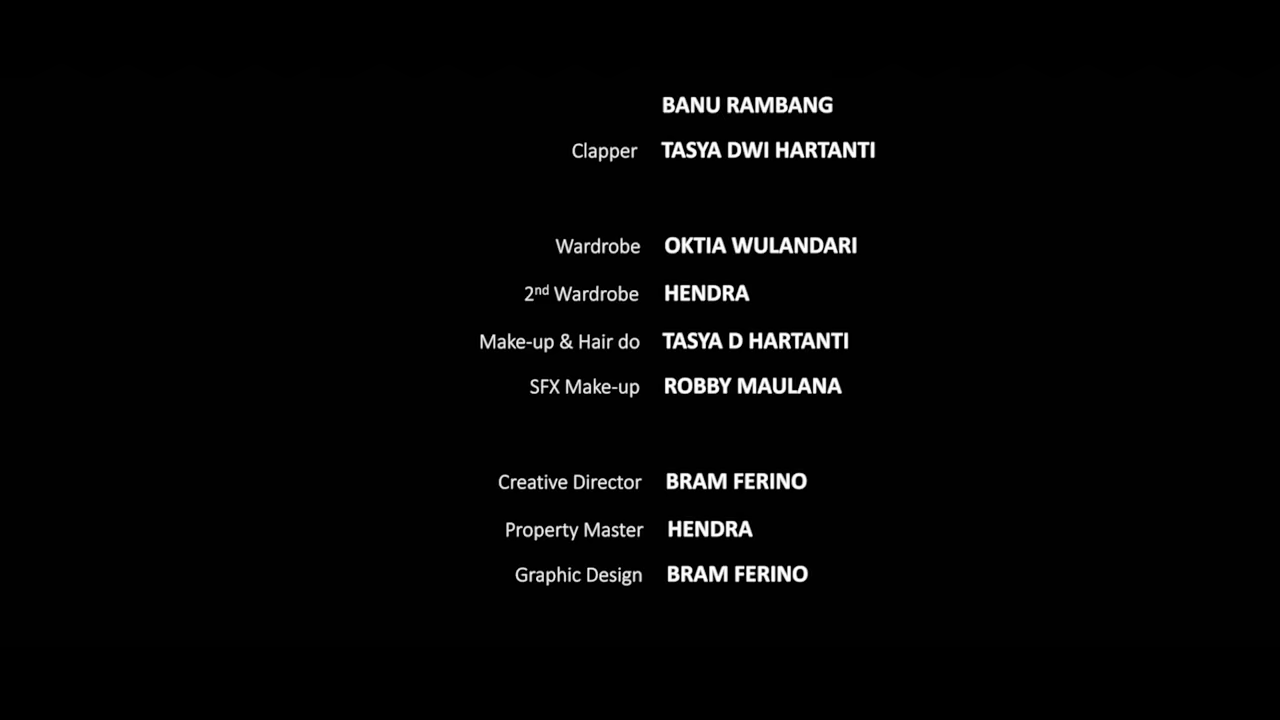 BANU RAMBANG
Clapper TASYA DWI HARTANTI
Wardrobe OKTIA WULANDARI
2nd Wardrobe HENDRA
Make-up & Hair do TASYA D HARTANTI
SFX Make-up ROBBY MAULANA
Creative Director BRAM FERINO
Property Master HENDRA
Graphic Design BRAM FERINO